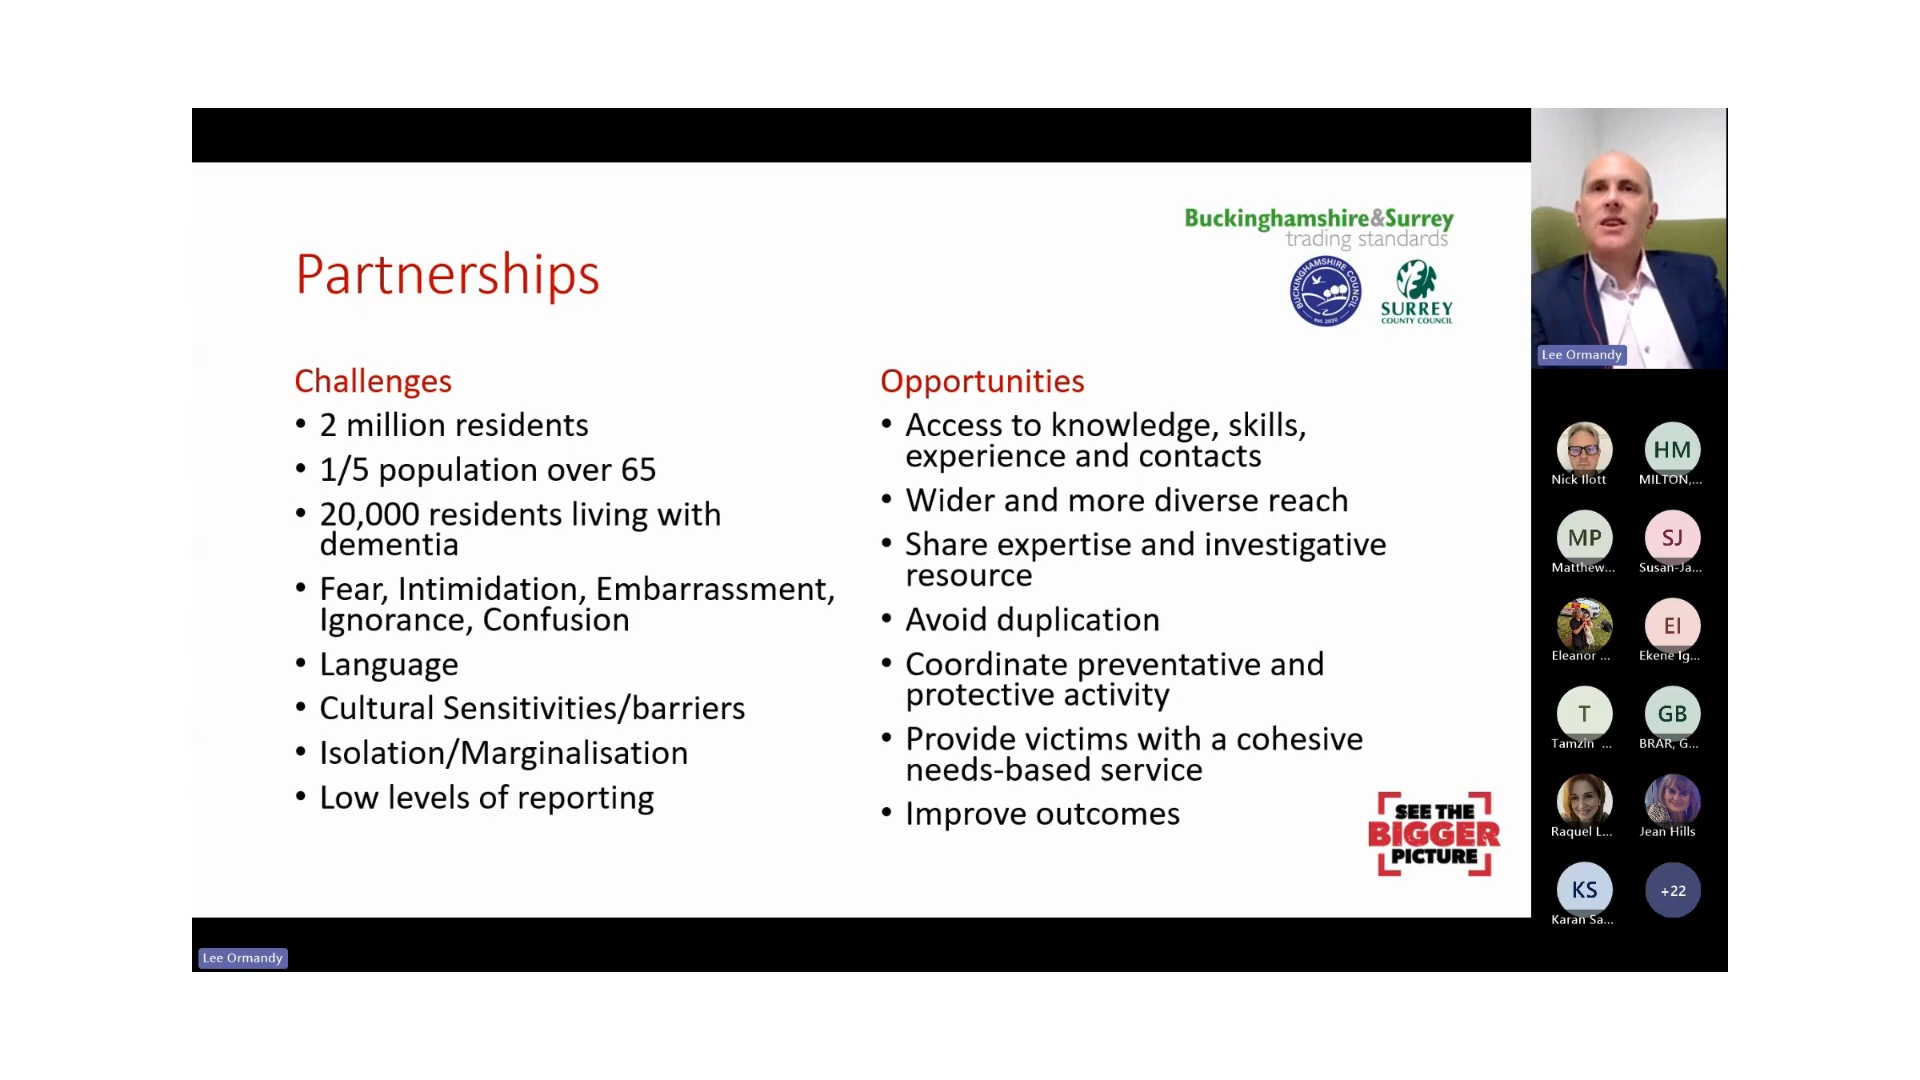 Buckinghamshire&Surrey
trading standards
BUCKINGHAMSHIRE COUNCIL
est. 2020
SURREY
COUNTY COUNCIL
Partnerships
Challenges
• 2 million residents
• 1/5 population over 65
• 20,000 residents living with
dementia
• Fear, Intimidation, Embarrassment,
Ignorance, Confusion
• Language
• Cultural Sensitivities/barriers
• Isolation/Marginalisation
• Low levels of reporting
Opportunities
• Access to knowledge, skills,
experience and contacts
• Wider and more diverse reach
• Share expertise and investigative
resource
• Avoid duplication
• Coordinate preventative and
protective activity
• Provide victims with a cohesive
needs-based service
• Improve outcomes
SEE THE
BIGGER
PICTURE
Lee Ormandy
Lee Ormandy
HM
Nick Ilott MILTON,...
MP SJ
Matthew... Susan-Ja...
EI
Eleanor ... Ekene Ig...
T GB
Tamzin ... BRAR, G...
Raquel L... Jean Hills
KS +22
Karan Sa...